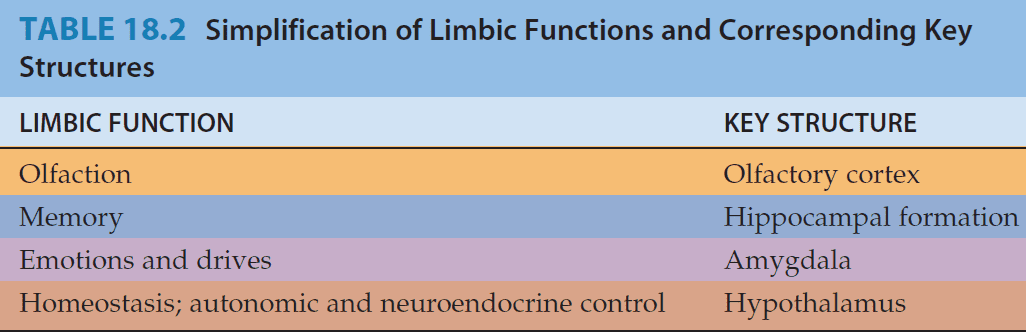 TABLE 18.2 Simplification of Limbic Functions and Corresponding Key
Structures
LIMBIC FUNCTION KEY STRUCTURE
Olfaction Olfactory cortex
Memory Hippocampal formation
Emotions and drives Amygdala
Homeostasis; autonomic and neuroendocrine control Hypothalamus